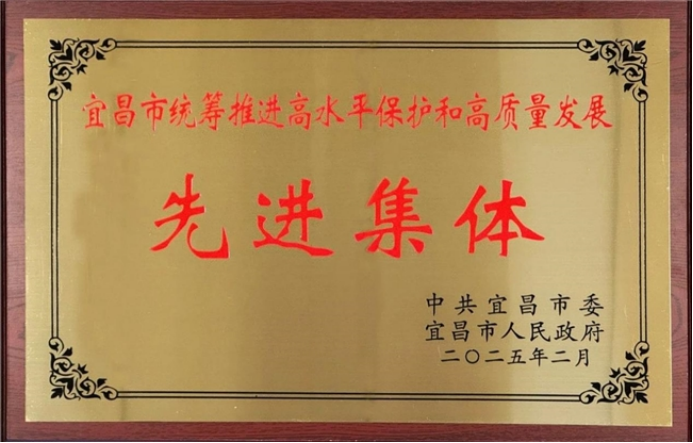 宜昌市统筹推进高水平保护和高质量发展
先进集体
中共宜昌市委
宜昌市人民政府
二〇二五年二月